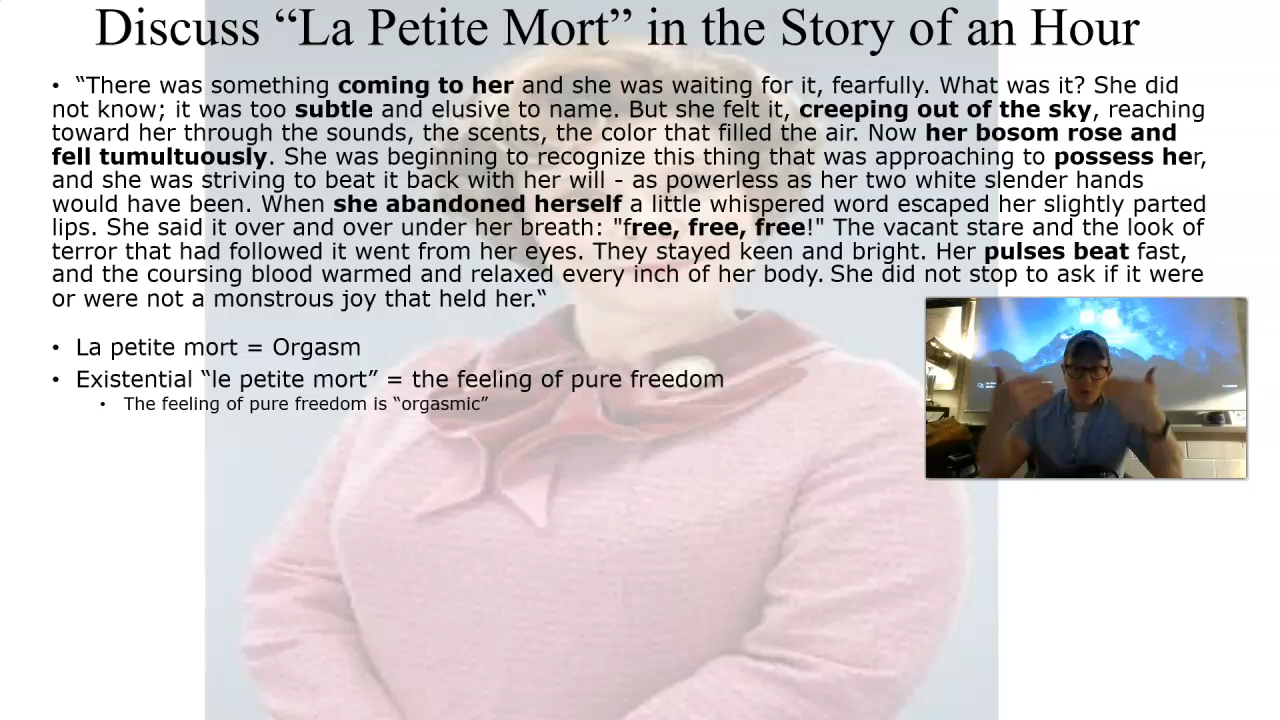 Discuss “La Petite Mort” in the Story of an Hour
• “There was something coming to her and she was waiting for it, fearfully. What was it? She did
not know; it was too subtle and elusive to name. But she felt it, creeping out of the sky, reaching
toward her through the sounds, the scents, the color that filled the air. Now her bosom rose and
fell tumultuously. She was beginning to recognize this thing that was approaching to possess her,
and she was striving to beat it back with her will - as powerless as her two white slender hands
would have been. When she abandoned herself a little whispered word escaped her slightly parted
lips. She said it over and over under her breath: "free, free, free!" The vacant stare and the look of
terror that had followed it went from her eyes. They stayed keen and bright. Her pulses beat fast,
and the coursing blood warmed and relaxed every inch of her body. She did not stop to ask if it were
or were not a monstrous joy that held her.“
• La petite mort = Orgasm
• Existential “le petite mort” = the feeling of pure freedom
• The feeling of pure freedom is “orgasmic”